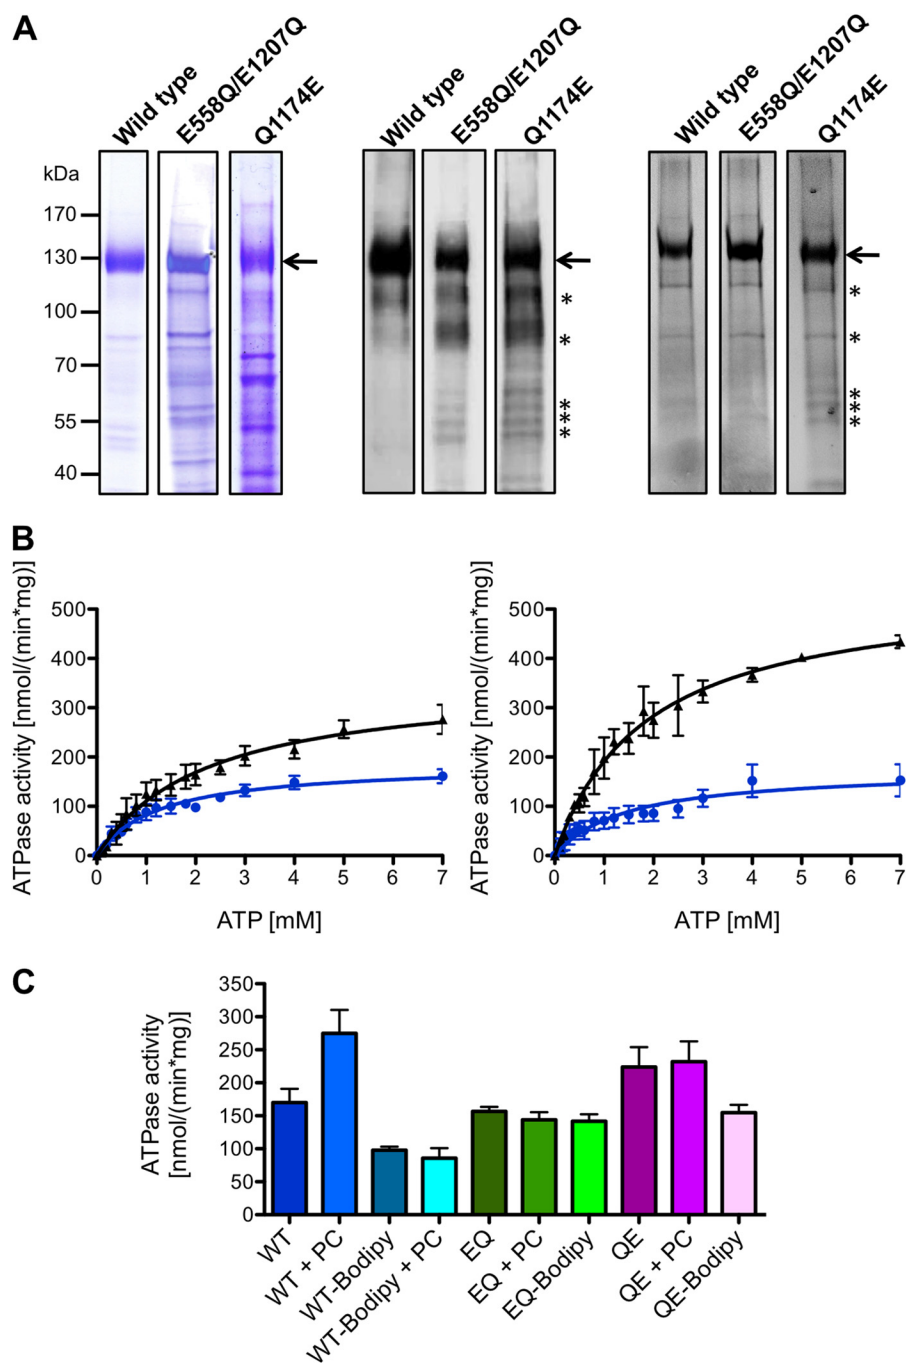 A
Wild type
E558Q/E1207Q
Q1174E
Wild type
E558Q/E1207Q
Q1174E
Wild type
E558Q/E1207Q
Q1174E
kDa
170
130
100
70
55
40
*
*
*
*
*
*
*
*
*
*
B
ATPase activity [nmol/(min*mg)]
500
400
300
200
100
0
0 1 2 3 4 5 6 7
ATP [mM]
ATPase activity [nmol/(min*mg)]
500
400
300
200
100
0
0 1 2 3 4 5 6 7
ATP [mM]
C
ATPase activity
[nmol/(min*mg)]
350
300
250
200
150
100
50
0
WT
WT + PC
WT-Bodipy
WT-Bodipy + PC
EQ
EQ + PC
EQ-Bodipy
QE
QE + PC
QE-Bodipy